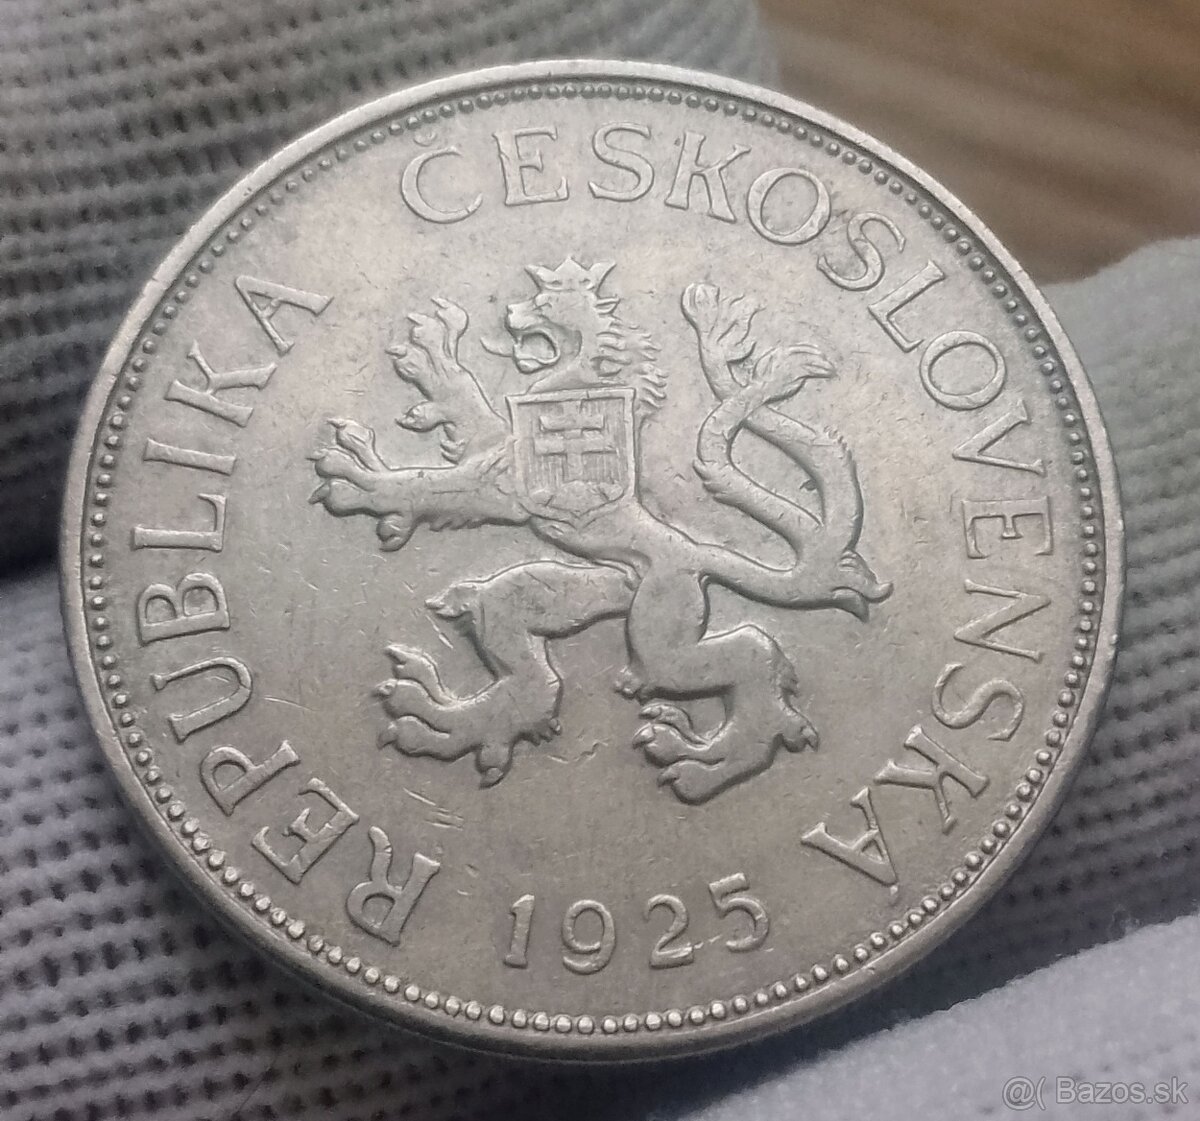 REPUBLIKA ČESKOSLOVENSKA
1925
@( Bazos.sk